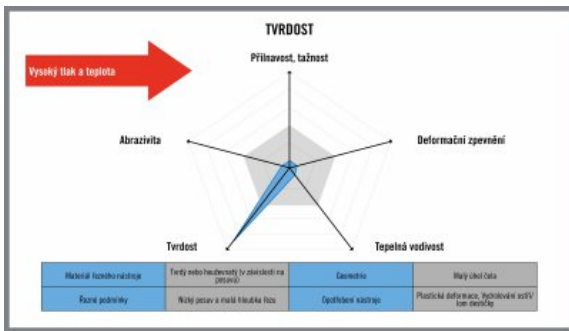 TVRDOST
Vysoký tlak a teplota
Přilnavost, tažnost
Abrazivita
Deformační zpevnění
Tvrdost
Tepelná vodivost
Materiál řezného nástroje
Tvrdý nebo houževnatý (v závislosti na
posuvu)
Geometrie
Malý úhel čela
Řezné podmínky
Nízký posuv a malá hloubka řezu
Opotřebení nástroje
Plastické deformace, Vydrolování ostří/
lom destičky